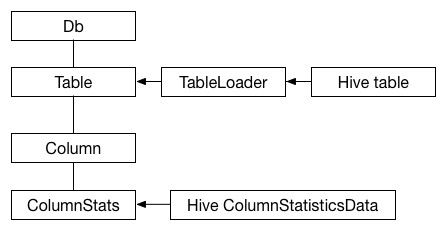 Db
Table
TableLoader
Hive table
Column
ColumnStats
Hive ColumnStatisticsData